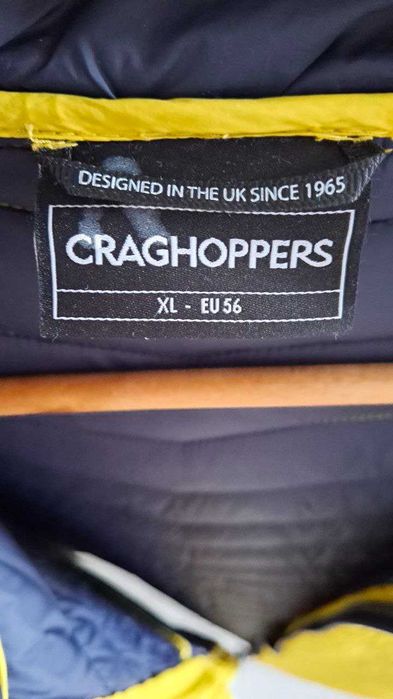 DESIGNED IN THE UK SINCE 1965
CRAGHOPPERS
XL - EU 56